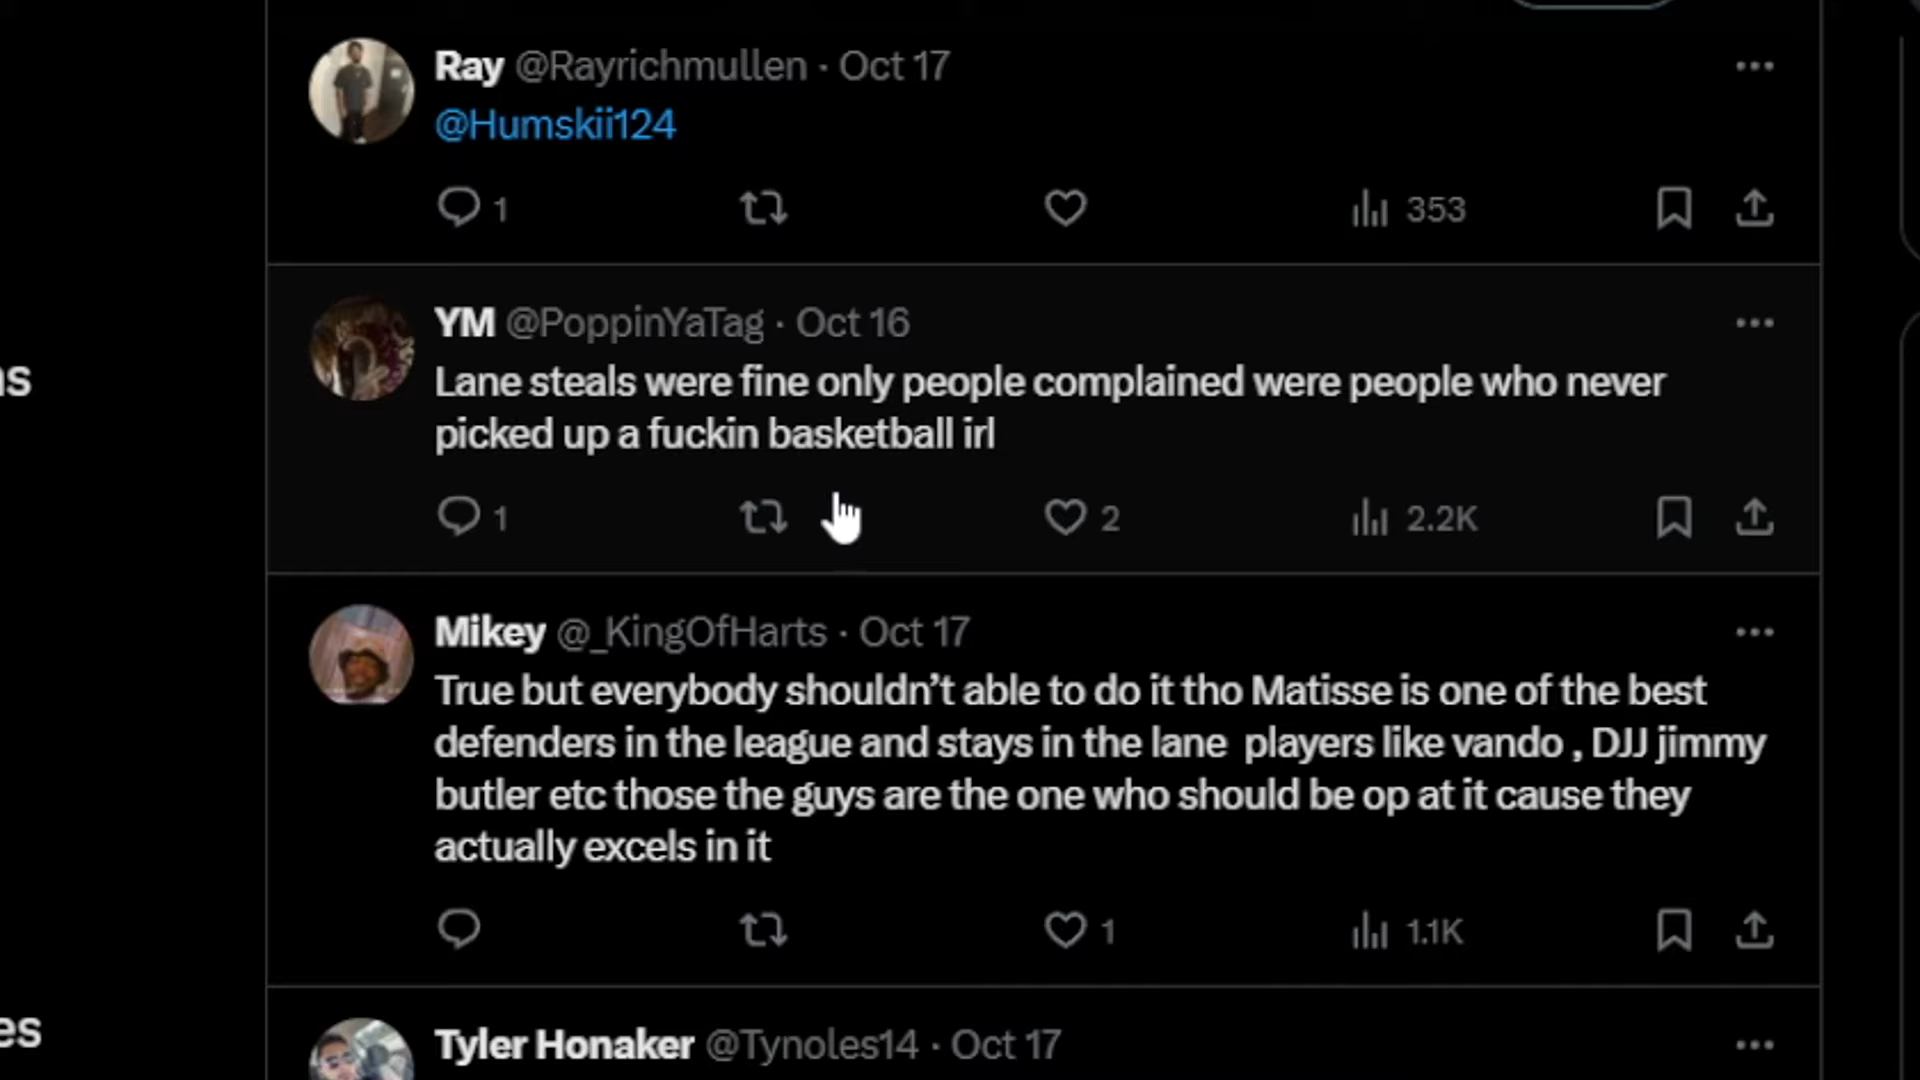 Ray @Rayrichmullen · Oct 17
@Humskii124
1 353
YM @PoppinYaTag · Oct 16
Lane steals were fine only people complained were people who never
picked up a fuckin basketball irl
1 2 2.2K
ns
Mikey @_KingOfHarts · Oct 17
True but everybody shouldn't able to do it tho Matisse is one of the best
defenders in the league and stays in the lane players like vando , DJJ jimmy
butler etc those the guys are the one who should be op at it cause they
actually excels in it
1 1.1K
es
Tyler Honaker @Tynoles14 · Oct 17